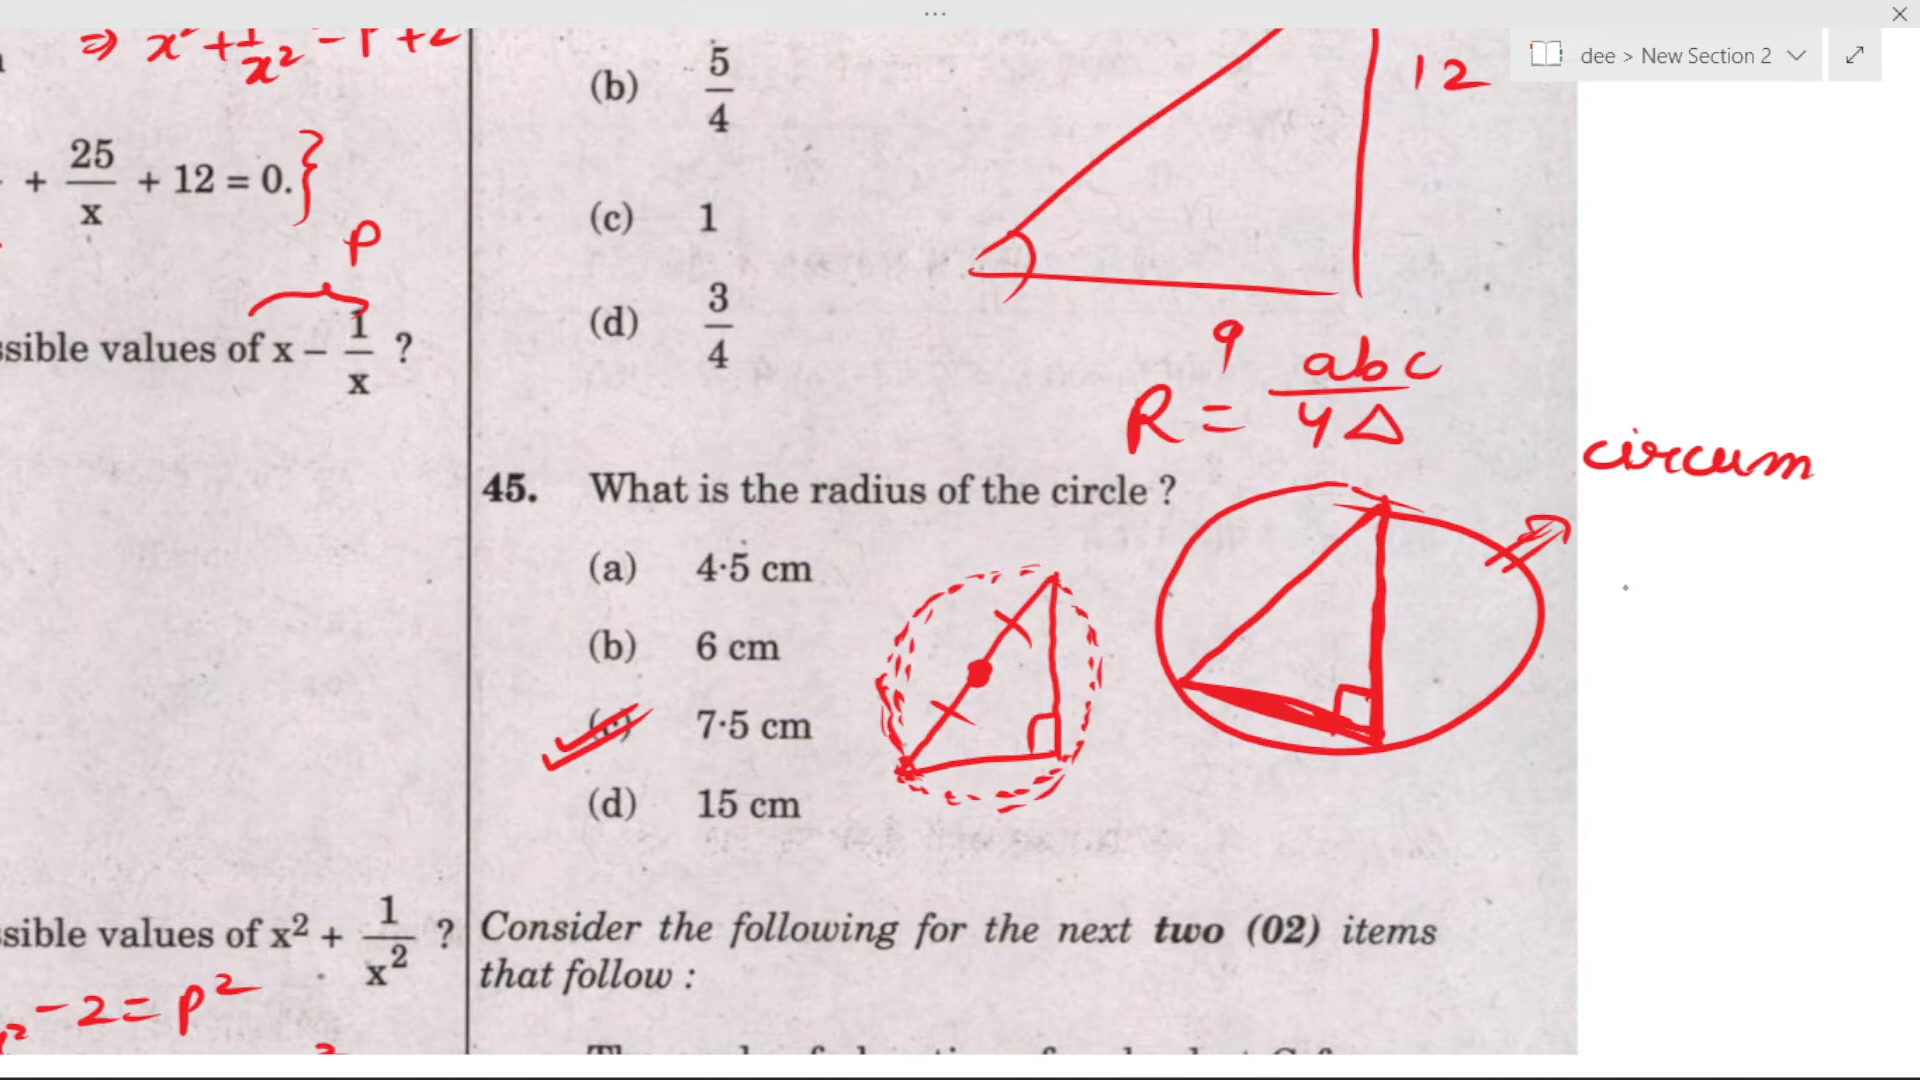 dee > New Section 2
⇒ x² + 1/x² = P + 2
+ 25/x + 12 = 0.
P
ssible values of x − 1/x ?
sible values of x² + 1/x² ?
− 2 = P²
(b) 5/4
(c) 1
(d) 3/4
12
9
R = abc/4Δ
circum
45. What is the radius of the circle ?
(a) 4·5 cm
(b) 6 cm
(c) 7·5 cm
(d) 15 cm
Consider the following for the next two (02) items
that follow :